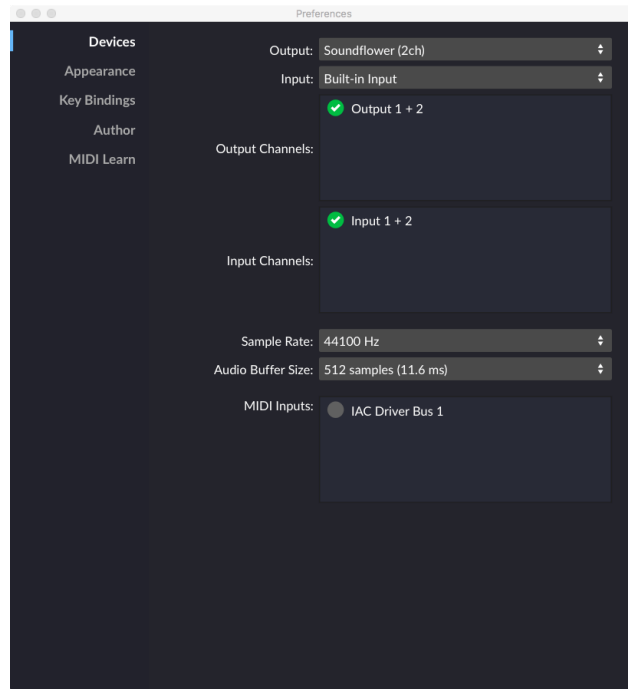 Preferences
Devices
Appearance
Key Bindings
Author
MIDI Learn
Output: Soundflower (2ch)
Input: Built-in Input
Output Channels:
Output 1 + 2
Input Channels:
Input 1 + 2
Sample Rate: 44100 Hz
Audio Buffer Size: 512 samples (11.6 ms)
MIDI Inputs:
IAC Driver Bus 1